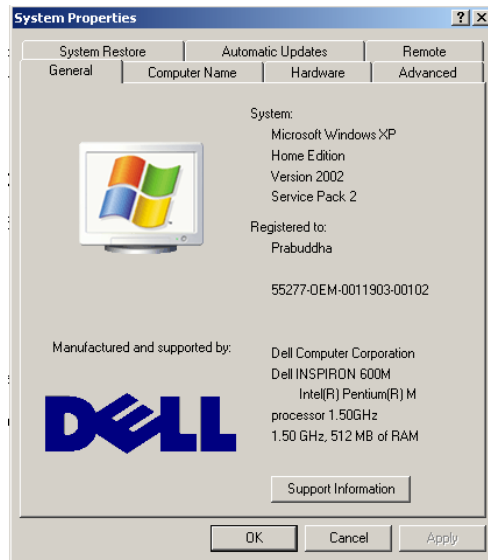 System Properties
System Restore
Automatic Updates
Remote
General
Computer Name
Hardware
Advanced
System:
Microsoft Windows XP
Home Edition
Version 2002
Service Pack 2
Registered to:
Prabuddha
55277-OEM-0011903-00102
Manufactured and supported by:
Dell Computer Corporation
Dell INSPIRON 600M
Intel(R) Pentium(R) M
processor 1.50GHz
1.50 GHz, 512 MB of RAM
DELL
Support Information
OK
Cancel
Apply